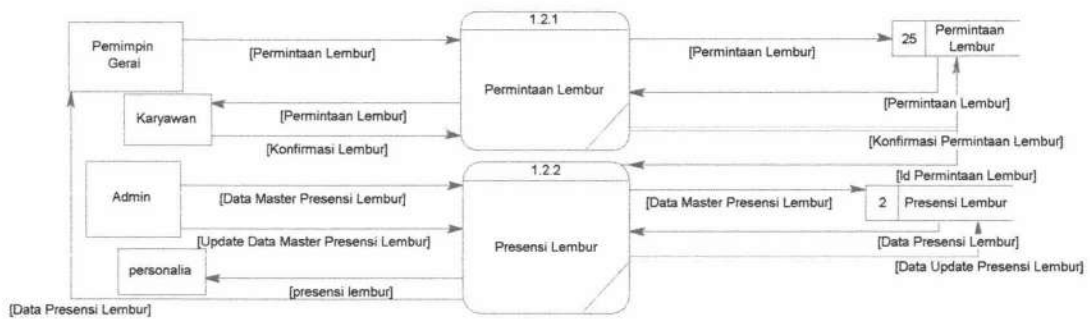 1.2.1
Pemimpin
Gerai
[Permintaan Lembur]
[Permintaan Lembur]
25
Permintaan
Lembur
Permintaan Lembur
Karyawan
[Permintaan Lembur]
[Permintaan Lembur]
[Konfirmasi Lembur]
[Konfirmasi Permintaan Lembur]
1.2.2
[Id Permintaan Lembur]
Admin
[Data Master Presensi Lembur]
[Data Master Presensi Lembur]
2
Presensi Lembur
[Update Data Master Presensi Lembur]
Presensi Lembur
[Data Presensi Lembur]
personalia
[Data Update Presensi Lembur]
[presensi lembur]
[Data Presensi Lembur]